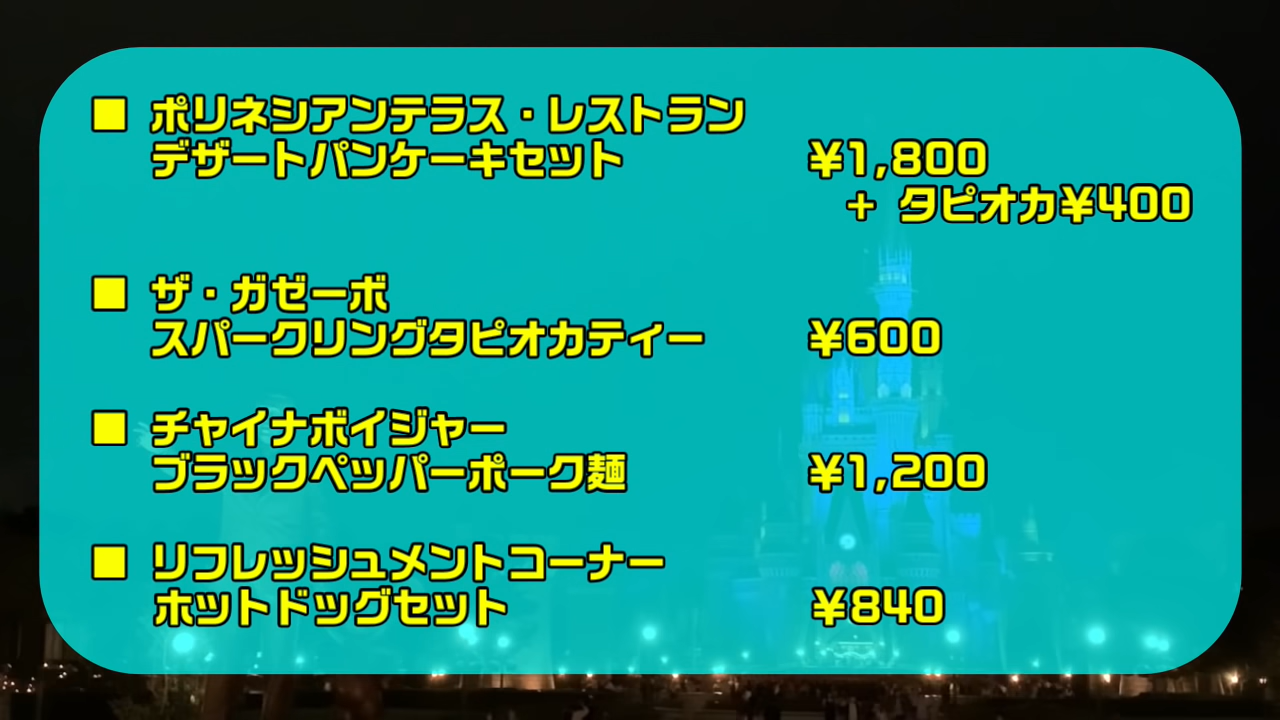 ■ ポリネシアンテラス・レストラン
デザートパンケーキセット ¥1,800
+ タピオカ¥400
■ ザ・ガゼーボ
スパークリングタピオカティー ¥600
■ チャイナボイジャー
ブラックペッパーポーク麺 ¥1,200
■ リフレッシュメントコーナー
ホットドッグセット ¥840